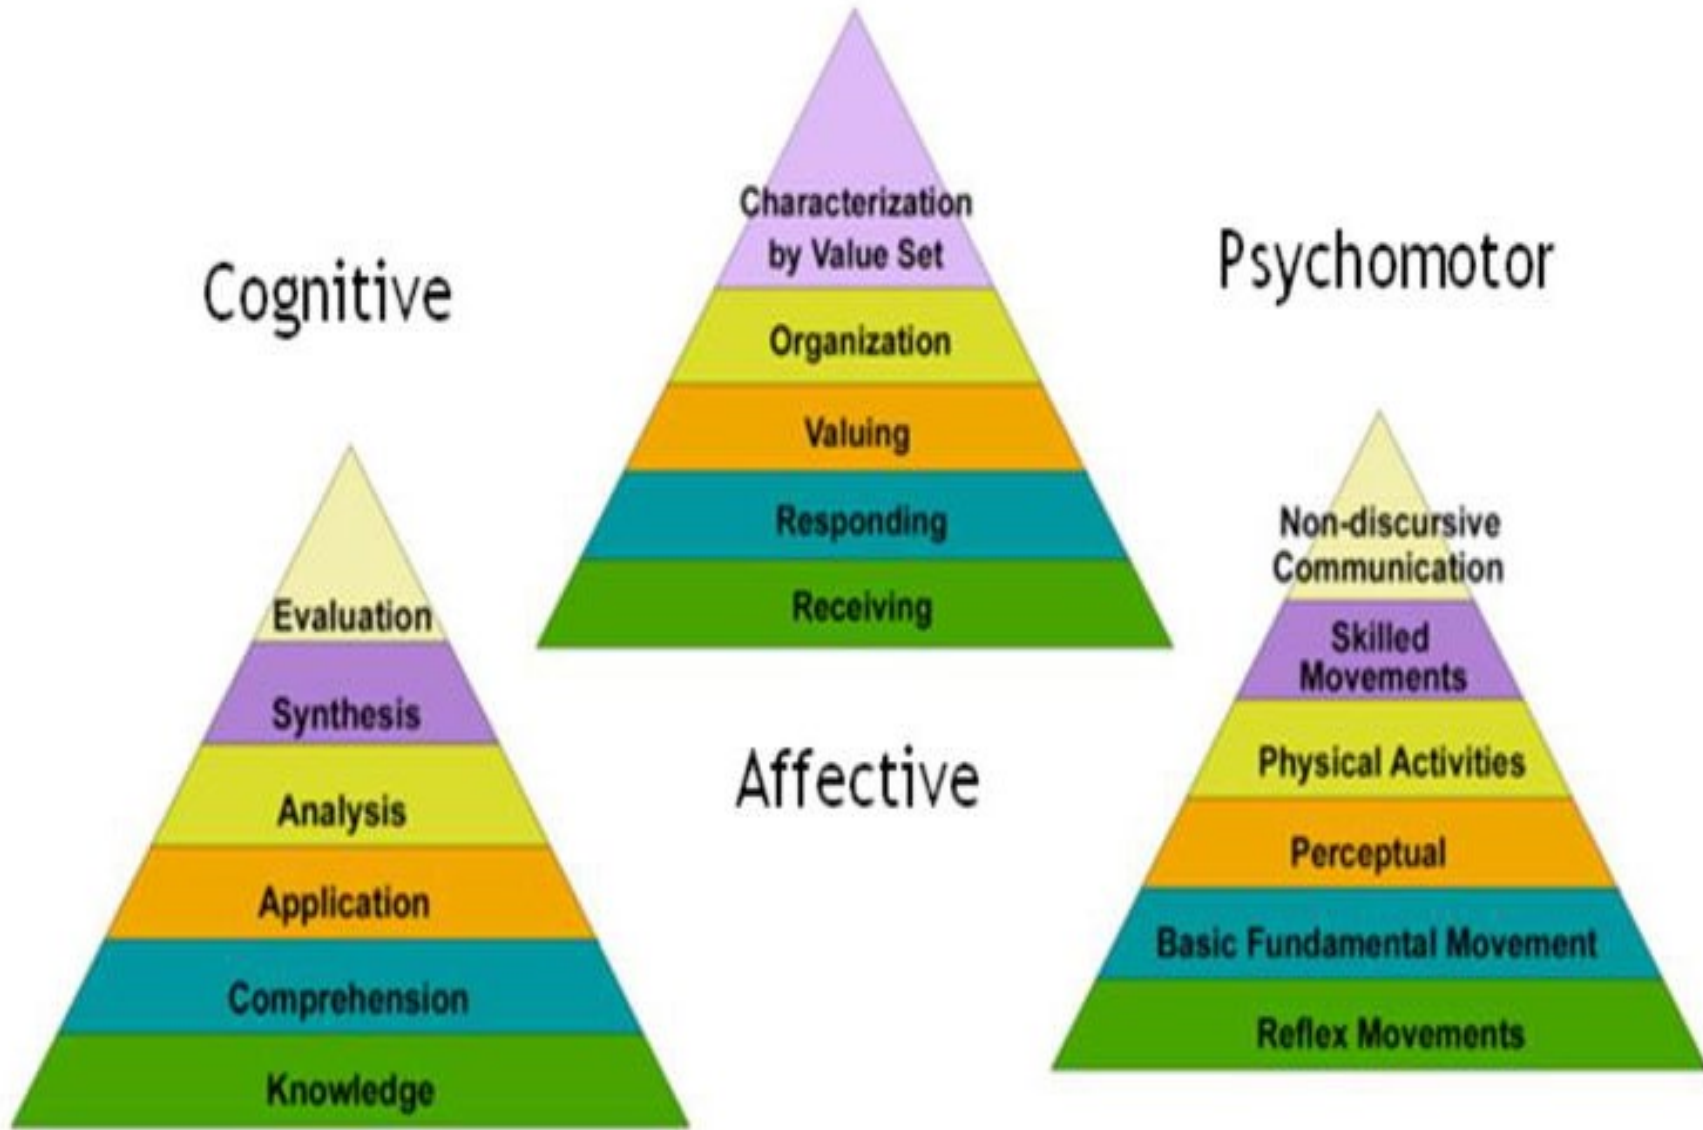 Cognitive
Evaluation
Synthesis
Analysis
Application
Comprehension
Knowledge
Characterization
by Value Set
Organization
Valuing
Responding
Receiving
Affective
Psychomotor
Non-discursive
Communication
Skilled
Movements
Physical Activities
Perceptual
Basic Fundamental Movement
Reflex Movements